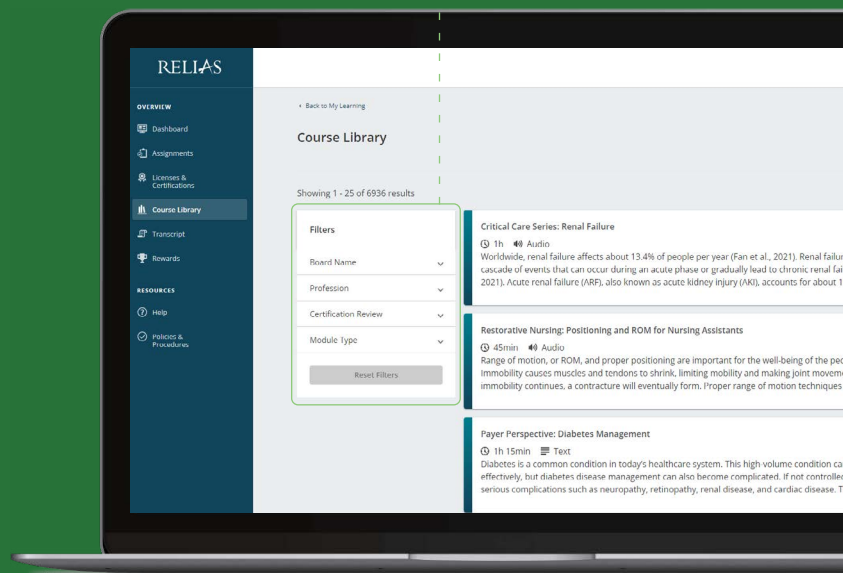 RELIAS
OVERVIEW
Dashboard
Assignments
Licenses &
Certifications
Course Library
Transcript
Rewards
RESOURCES
Help
Policies &
Procedures
Back to My Learning
Course Library
Showing 1 - 25 of 6936 results
Filters
Board Name
Profession
Certification Review
Module Type
Reset Filters
Critical Care Series: Renal Failure
1h Audio
Worldwide, renal failure affects about 13.4% of people per year (Fan et al., 2021). Renal failur
cascade of events that can occur during an acute phase or gradually lead to chronic renal fai
2021). Acute renal failure (ARF), also known as acute kidney injury (AKI), accounts for about 1
Restorative Nursing: Positioning and ROM for Nursing Assistants
45min Audio
Range of motion, or ROM, and proper positioning are important for the well-being of the peo
Immobility causes muscles and tendons to shrink, limiting mobility and making joint moveme
immobility continues, a contracture will eventually form. Proper range of motion techniques
Payer Perspective: Diabetes Management
1h 15min Text
Diabetes is a common condition in today's healthcare system. This high-volume condition ca
effectively, but diabetes disease management can also become complicated. If not controlled
serious complications such as neuropathy, retinopathy, renal disease, and cardiac disease. T